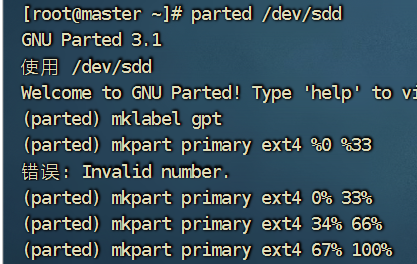 [root@master ~]# parted /dev/sdd
GNU Parted 3.1
使用 /dev/sdd
Welcome to GNU Parted! Type 'help' to vi
(parted) mklabel gpt
(parted) mkpart primary ext4 %0 %33
错误: Invalid number.
(parted) mkpart primary ext4 0% 33%
(parted) mkpart primary ext4 34% 66%
(parted) mkpart primary ext4 67% 100%